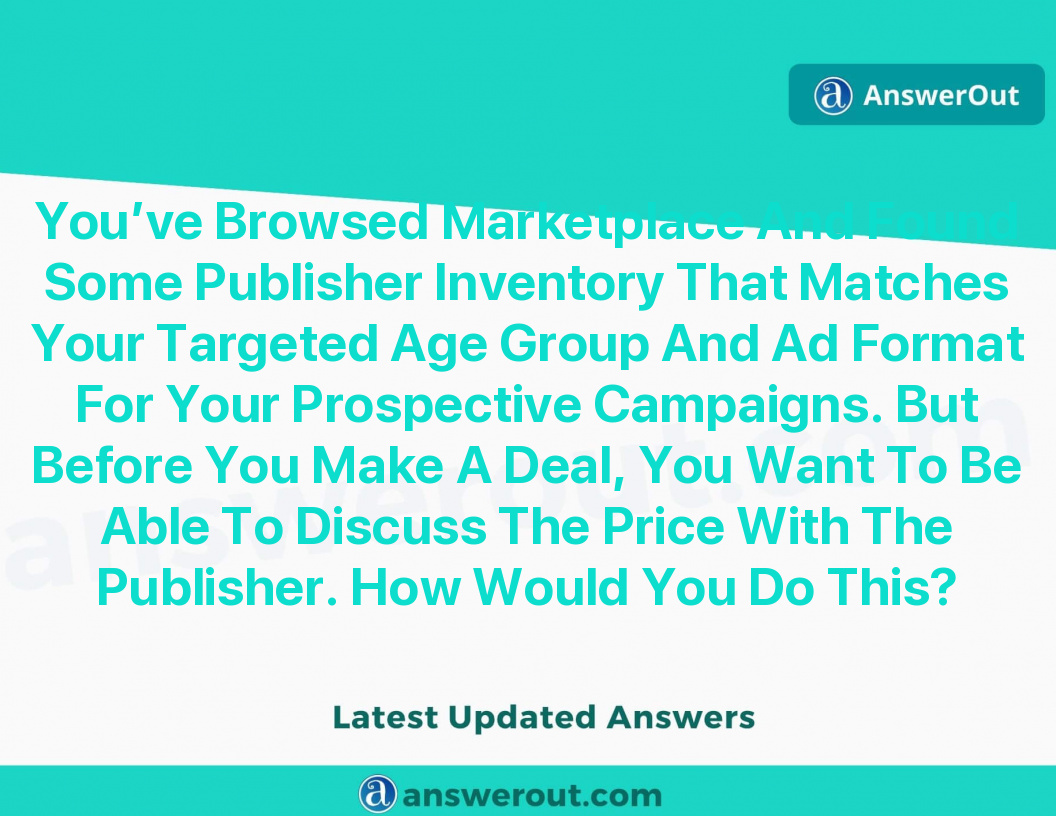 AnswerOut
You’ve Browsed Marketplace And Found
Some Publisher Inventory That Matches
Your Targeted Age Group And Ad Format
For Your Prospective Campaigns. But
Before You Make A Deal, You Want To Be
Able To Discuss The Price With The
Publisher. How Would You Do This?
answerout.com
Latest Updated Answers
answerout.com